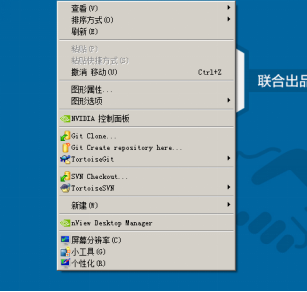 查看(V)
排序方式(O)
刷新(E)
粘贴(P)
粘贴快捷方式(S)
撤消 移动(U) Ctrl+Z
图形属性...
图形选项
NVIDIA 控制面板
Git Clone...
Git Create repository here...
TortoiseGit
SVN Checkout...
TortoiseSVN
新建(W)
nView Desktop Manager
屏幕分辨率(C)
小工具(G)
个性化(R)
联合出品